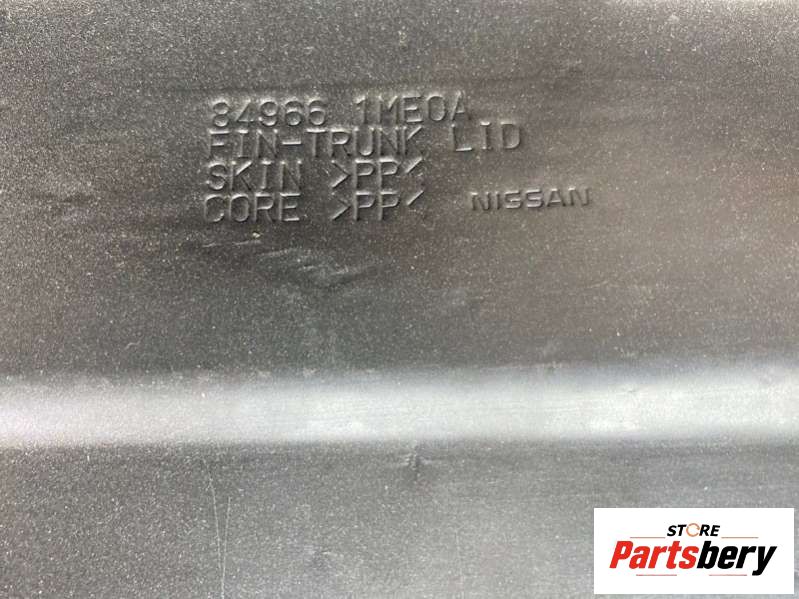 84966 1ME0A
FIN-TRUNK LID
SKIN >PP<
CORE >PP< NISSAN
STORE
Partsbery